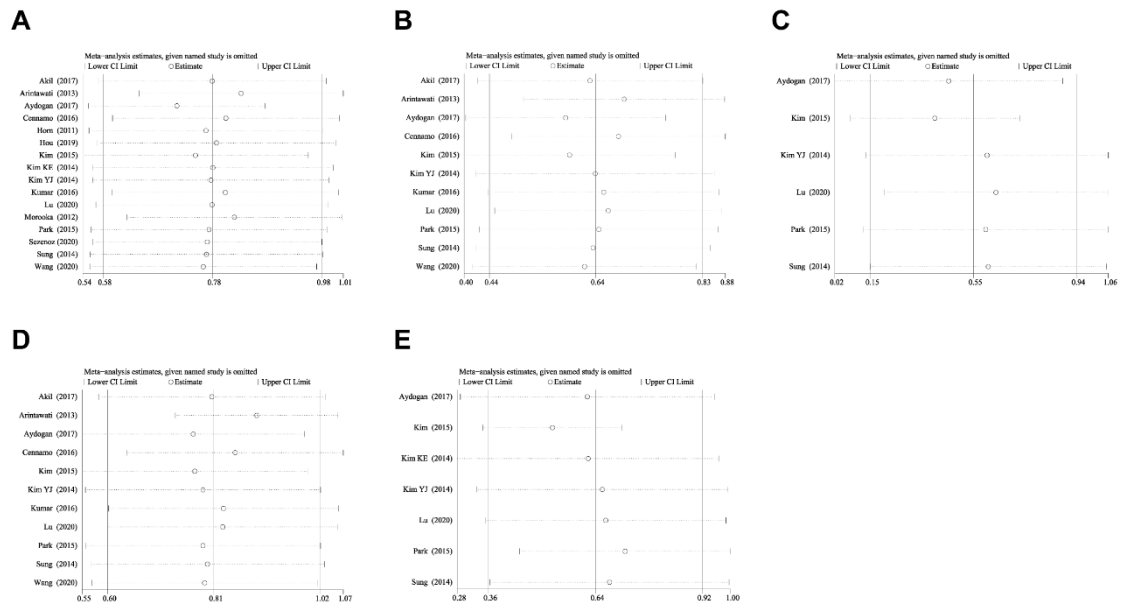 A
Meta-analysis estimates, given named study is omitted
Lower CI Limit Estimate Upper CI Limit
Akil (2017)
Arintawati (2013)
Aydogan (2017)
Cennamo (2016)
Horn (2011)
Hou (2019)
Kim (2015)
Kim KE (2014)
Kim YJ (2014)
Kumar (2016)
Lu (2020)
Morooka (2012)
Park (2015)
Sezenoz (2020)
Sung (2014)
Wang (2020)
0.54 0.58 0.78 0.98 1.01
B
Meta-analysis estimates, given named study is omitted
Lower CI Limit Estimate Upper CI Limit
Akil (2017)
Arintawati (2013)
Aydogan (2017)
Cennamo (2016)
Kim (2015)
Kim YJ (2014)
Kumar (2016)
Lu (2020)
Park (2015)
Sung (2014)
Wang (2020)
0.40 0.44 0.64 0.83 0.88
C
Meta-analysis estimates, given named study is omitted
Lower CI Limit Estimate Upper CI Limit
Aydogan (2017)
Kim (2015)
Kim YJ (2014)
Lu (2020)
Park (2015)
Sung (2014)
0.02 0.15 0.55 0.94 1.06
D
Meta-analysis estimates, given named study is omitted
Lower CI Limit Estimate Upper CI Limit
Akil (2017)
Arintawati (2013)
Aydogan (2017)
Cennamo (2016)
Kim (2015)
Kim YJ (2014)
Kumar (2016)
Lu (2020)
Park (2015)
Sung (2014)
Wang (2020)
0.55 0.60 0.81 1.02 1.07
E
Meta-analysis estimates, given named study is omitted
Lower CI Limit Estimate Upper CI Limit
Aydogan (2017)
Kim (2015)
Kim KE (2014)
Kim YJ (2014)
Lu (2020)
Park (2015)
Sung (2014)
0.28 0.36 0.64 0.92 1.00